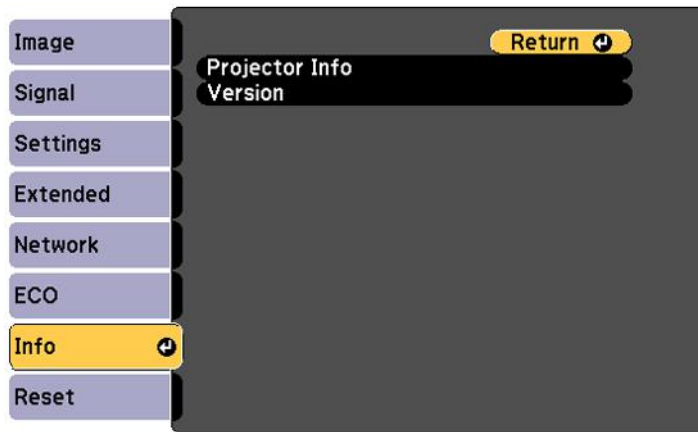 Image
Signal
Settings
Extended
Network
ECO
Info
Reset
Return
Projector Info
Version